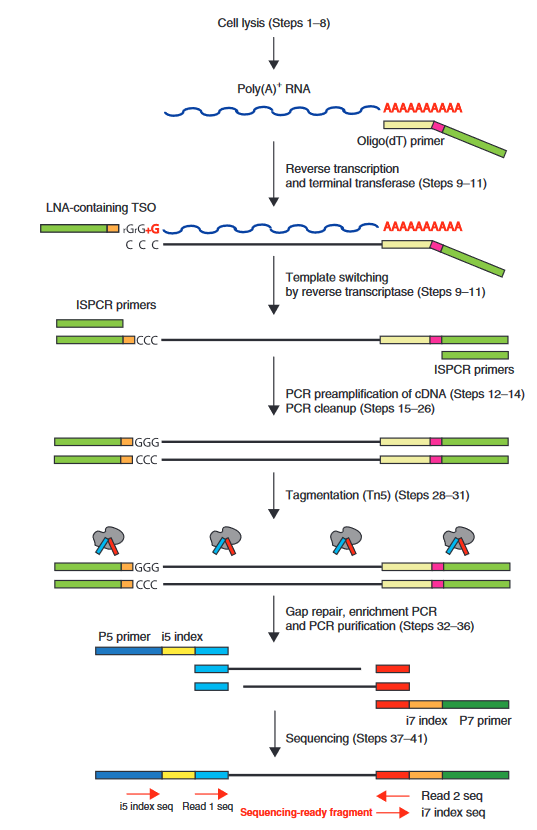 Cell lysis (Steps 1–8)
Poly(A)+ RNA
AAAAAAAAAA
Oligo(dT) primer
Reverse transcription
and terminal transferase (Steps 9–11)
LNA-containing TSO
rGrG+G
AAAAAAAAAA
C C C
Template switching
by reverse transcriptase (Steps 9–11)
ISPCR primers
CCC
ISPCR primers
PCR preamplification of cDNA (Steps 12–14)
PCR cleanup (Steps 15–26)
GGG
CCC
Tagmentation (Tn5) (Steps 28–31)
GGG
CCC
Gap repair, enrichment PCR
and PCR purification (Steps 32–36)
P5 primer i5 index
i7 index P7 primer
Sequencing (Steps 37–41)
i5 index seq Read 1 seq
Read 2 seq
Sequencing-ready fragment
i7 index seq